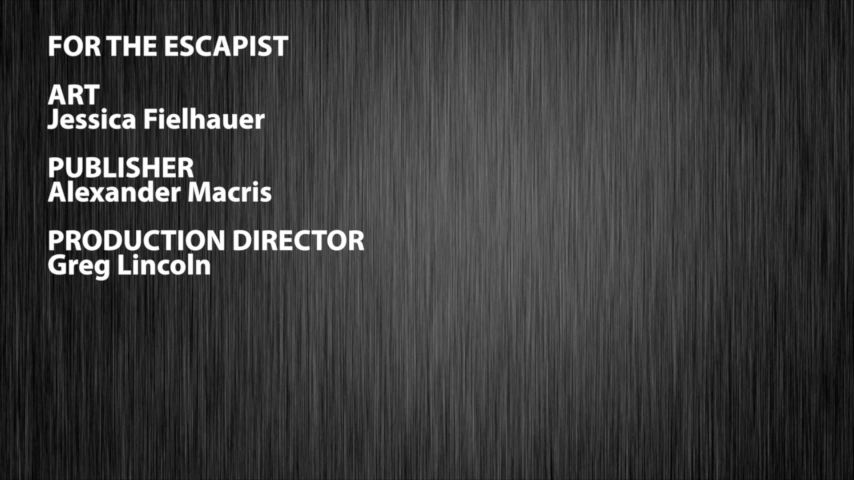 FOR THE ESCAPIST
ART
Jessica Fielhauer
PUBLISHER
Alexander Macris
PRODUCTION DIRECTOR
Greg Lincoln